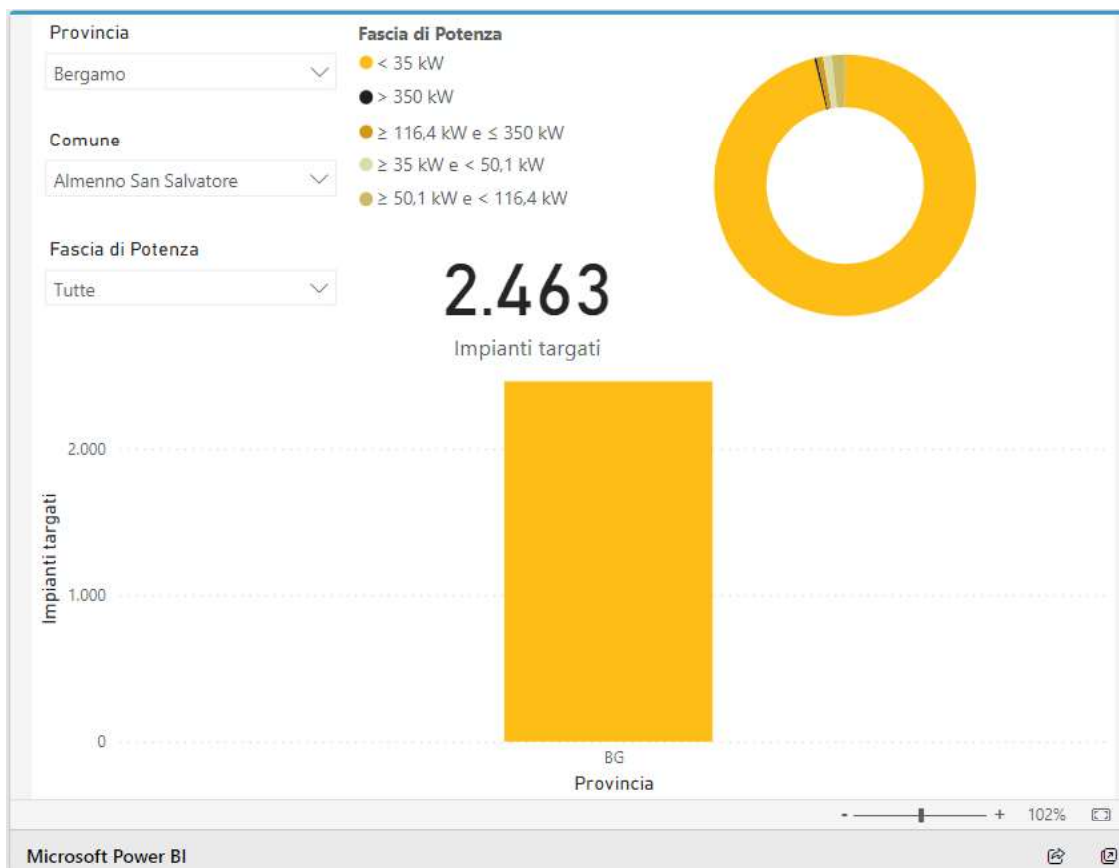 Provincia
Bergamo
Comune
Almenno San Salvatore
Fascia di Potenza
Tutte
Fascia di Potenza
< 35 kW
> 350 kW
≥ 116,4 kW e ≤ 350 kW
≥ 35 kW e < 50,1 kW
≥ 50,1 kW e < 116,4 kW
2.463
Impianti targati
Impianti targati
2.000
1.000
0
BG
Provincia
- + 102%
Microsoft Power BI